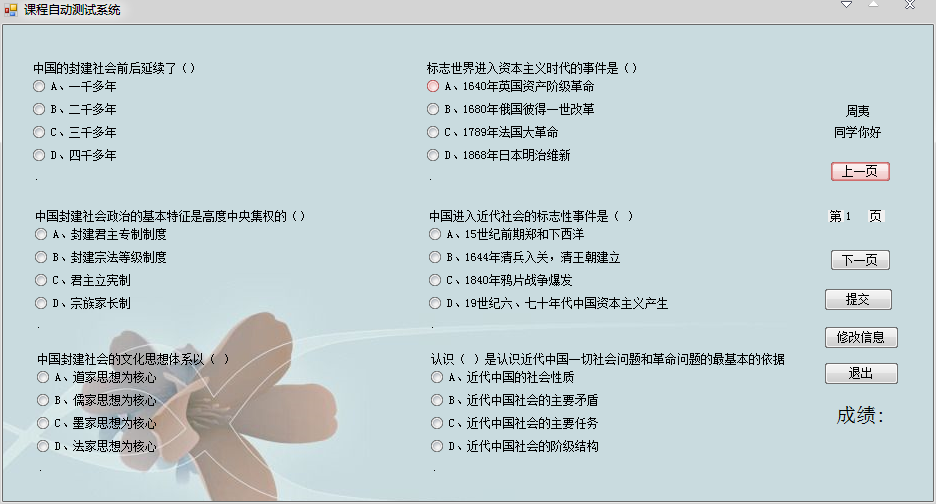 课程自动测试系统
中国的封建社会前后延续了（）
A、一千多年
B、二千多年
C、三千多年
D、四千多年
.
中国封建社会政治的基本特征是高度中央集权的（）
A、封建君主专制制度
B、封建宗法等级制度
C、君主立宪制
D、宗族家长制
.
中国封建社会的文化思想体系以（ ）
A、道家思想为核心
B、儒家思想为核心
C、墨家思想为核心
D、法家思想为核心
.
标志世界进入资本主义时代的事件是（）
A、1640年英国资产阶级革命
B、1680年俄国彼得一世改革
C、1789年法国大革命
D、1868年日本明治维新
.
中国进入近代社会的标志性事件是（ ）
A、15世纪前期郑和下西洋
B、1644年清兵入关，清王朝建立
C、1840年鸦片战争爆发
D、19世纪六、七十年代中国资本主义产生
.
认识（ ）是认识近代中国一切社会问题和革命问题的最基本的依据
A、近代中国的社会性质
B、近代中国社会的主要矛盾
C、近代中国社会的主要任务
D、近代中国社会的阶级结构
.
周夷
同学你好
上一页
第 1 页
下一页
提交
修改信息
退出
成绩：